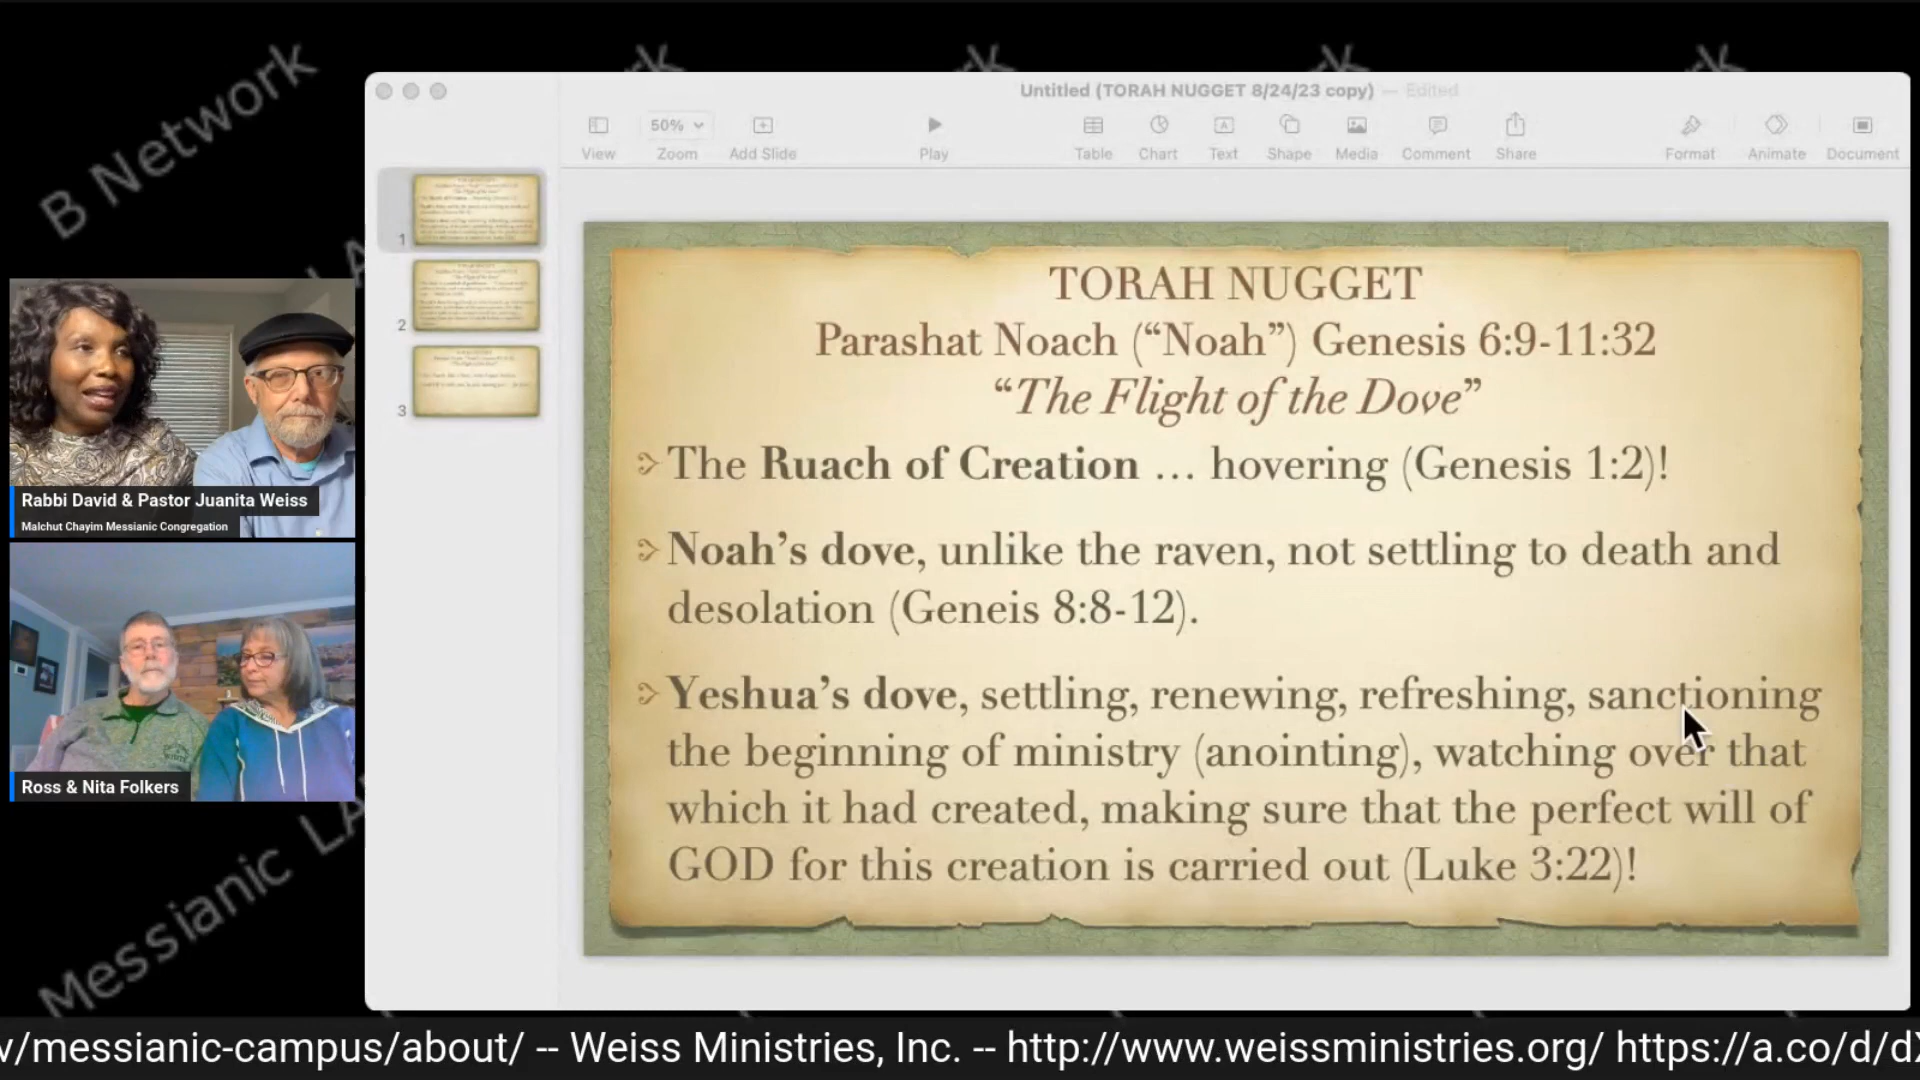 B Network
Messianic
Untitled (TORAH NUGGET 8/24/23 copy) — Edited
50%
View
Zoom
Add Slide
Play
Table
Chart
Text
Shape
Media
Comment
Share
Format
Animate
Document
1
2
3
TORAH NUGGET
Parashat Noach (“Noah”) Genesis 6:9-11:32
“The Flight of the Dove”
The Ruach of Creation … hovering (Genesis 1:2)!
Noah’s dove, unlike the raven, not settling to death and
desolation (Geneis 8:8-12).
Yeshua’s dove, settling, renewing, refreshing, sanctioning
the beginning of ministry (anointing), watching over that
which it had created, making sure that the perfect will of
GOD for this creation is carried out (Luke 3:22)!
Rabbi David & Pastor Juanita Weiss
Malchut Chayim Messianic Congregation
Ross & Nita Folkers
v/messianic-campus/about/ -- Weiss Ministries, Inc. -- http://www.weissministries.org/ https://a.co/d/dX